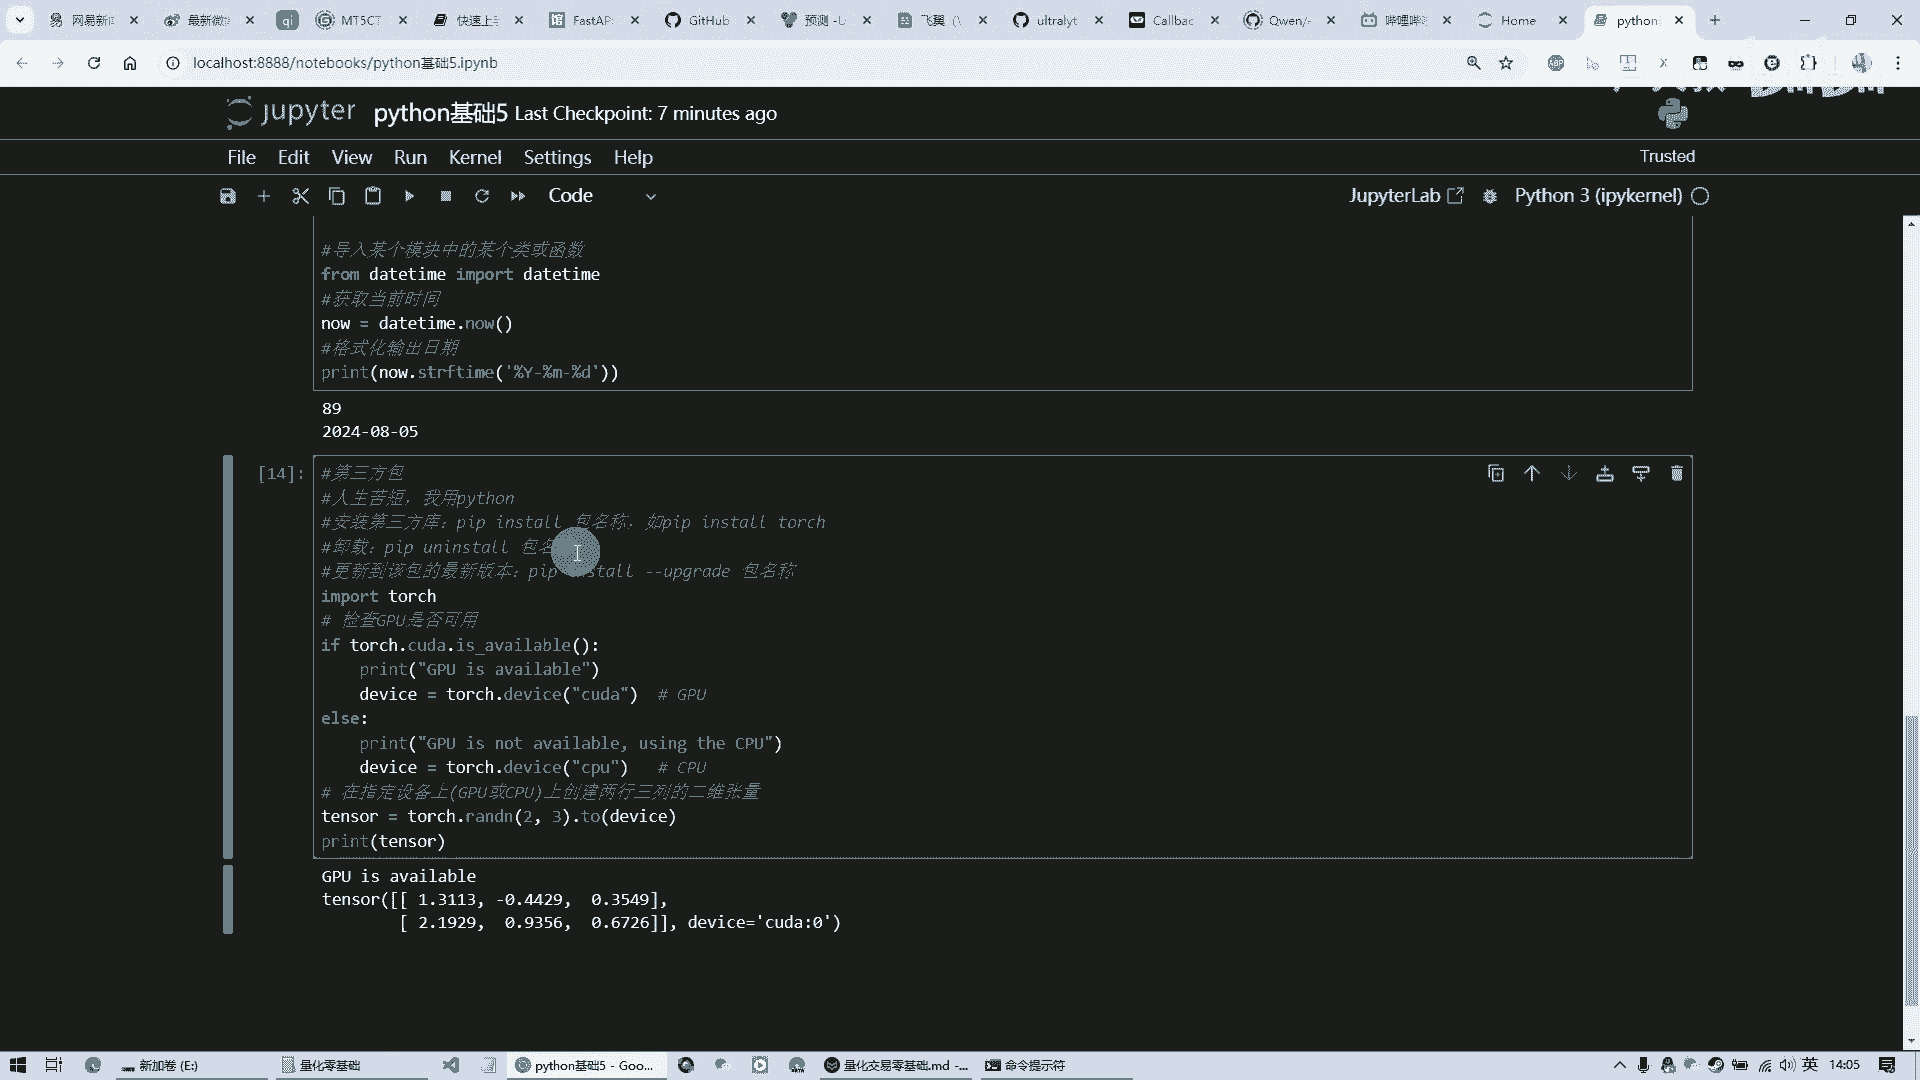 网易新
最新微
qi
MT5CT
快速上
FastAP
GitHub
预测 - U
飞翼 (\
ultralyt
Callbac
Qwen/-
哔哩哔
Home
python
localhost:8888/notebooks/python基础5.ipynb
jupyter python基础5 Last Checkpoint: 7 minutes ago
File Edit View Run Kernel Settings Help
Trusted
Code
JupyterLab
Python 3 (ipykernel)
#导入某个模块中的某个类或函数
from datetime import datetime
#获取当前时间
now = datetime.now()
#格式化输出日期
print(now.strftime('%Y-%m-%d'))
89
2024-08-05
[14]:
#第三方包
#人生苦短，我用python
#安装第三方库：pip install 包名称，如pip install torch
#卸载：pip uninstall 包名
#更新到该包的最新版本：pip install --upgrade 包名称
import torch
# 检查GPU是否可用
if torch.cuda.is_available():
print("GPU is available")
device = torch.device("cuda") # GPU
else:
print("GPU is not available, using the CPU")
device = torch.device("cpu") # CPU
# 在指定设备上(GPU或CPU)上创建两行三列的二维张量
tensor = torch.randn(2, 3).to(device)
print(tensor)
GPU is available
tensor([[ 1.3113, -0.4429, 0.3549],
[ 2.1929, 0.9356, 0.6726]], device='cuda:0')
新加卷 (E:)
量化零基础
python基础5 - Goo...
量化交易零基础.md -...
命令提示符
英
14:05